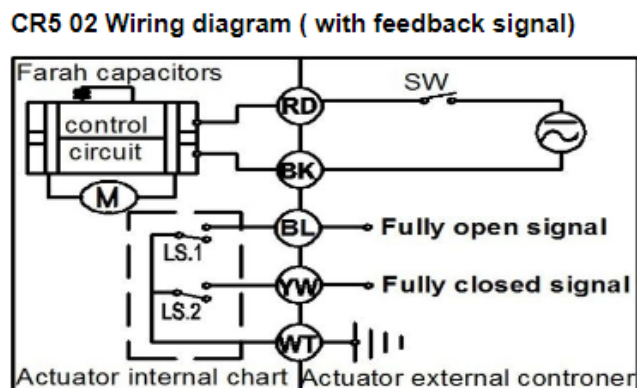 CR5 02 Wiring diagram ( with feedback signal)
Farah capacitors
SW
RD
control
circuit
BK
M
BL
Fully open signal
LS.1
YW
Fully closed signal
LS.2
WT
Actuator internal chart
Actuator external controner